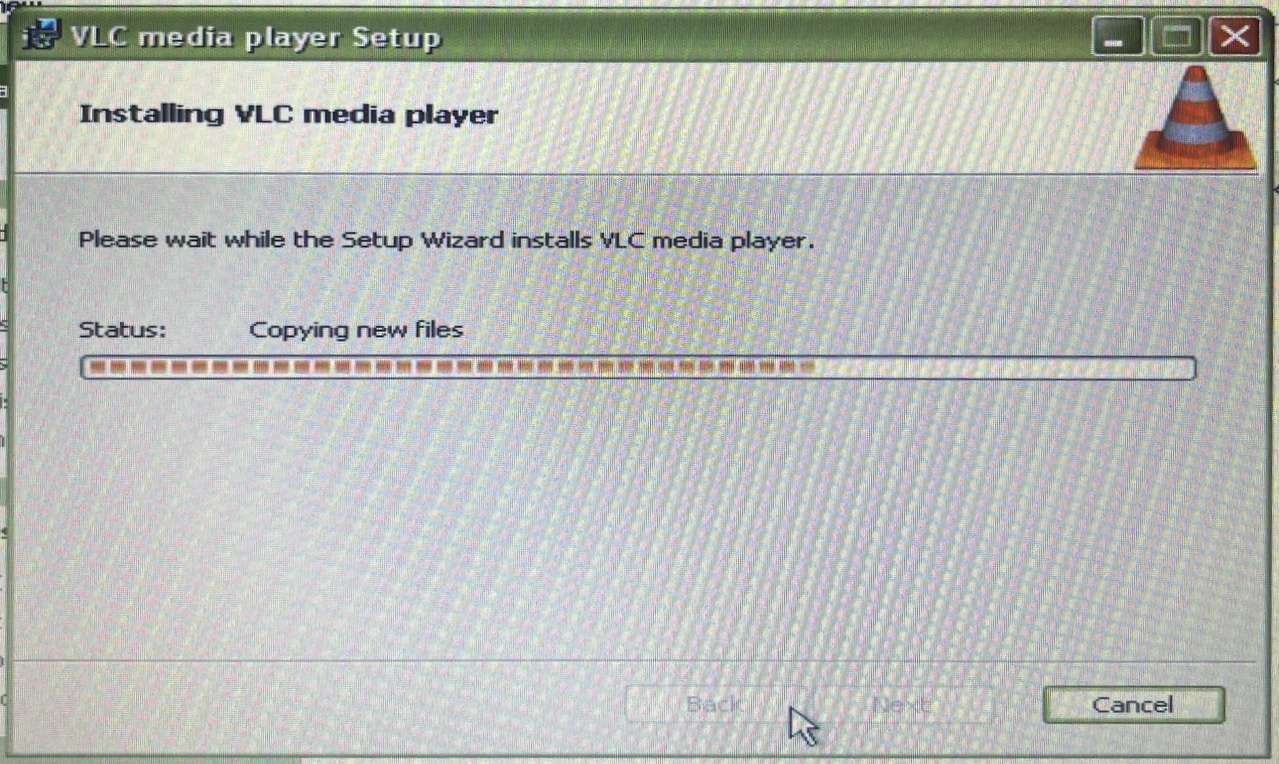 VLC media player Setup
Installing VLC media player
Please wait while the Setup Wizard installs VLC media player.
Status: Copying new files
Back Next Cancel